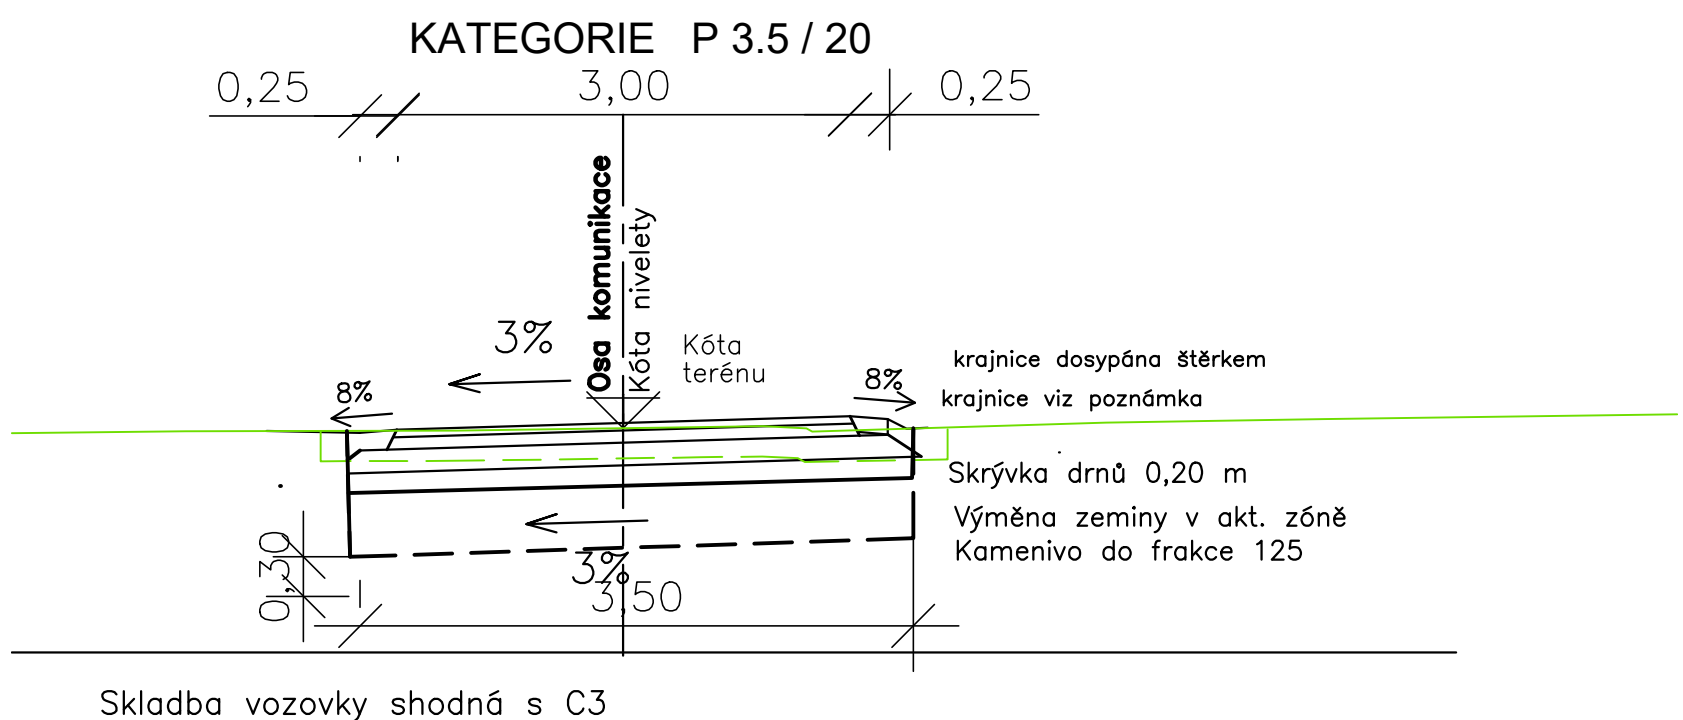 KATEGORIE P 3.5 / 20
0,25
3,00
0,25
Osa komunikace
Kóta nivelety
3%
Kóta
terénu
8%
8%
krajnice dosypána štěrkem
krajnice viz poznámka
Skrývka drnů 0,20 m
Výměna zeminy v akt. zóně
Kamenivo do frakce 125
3%
0,30
3,50
Skladba vozovky shodná s C3